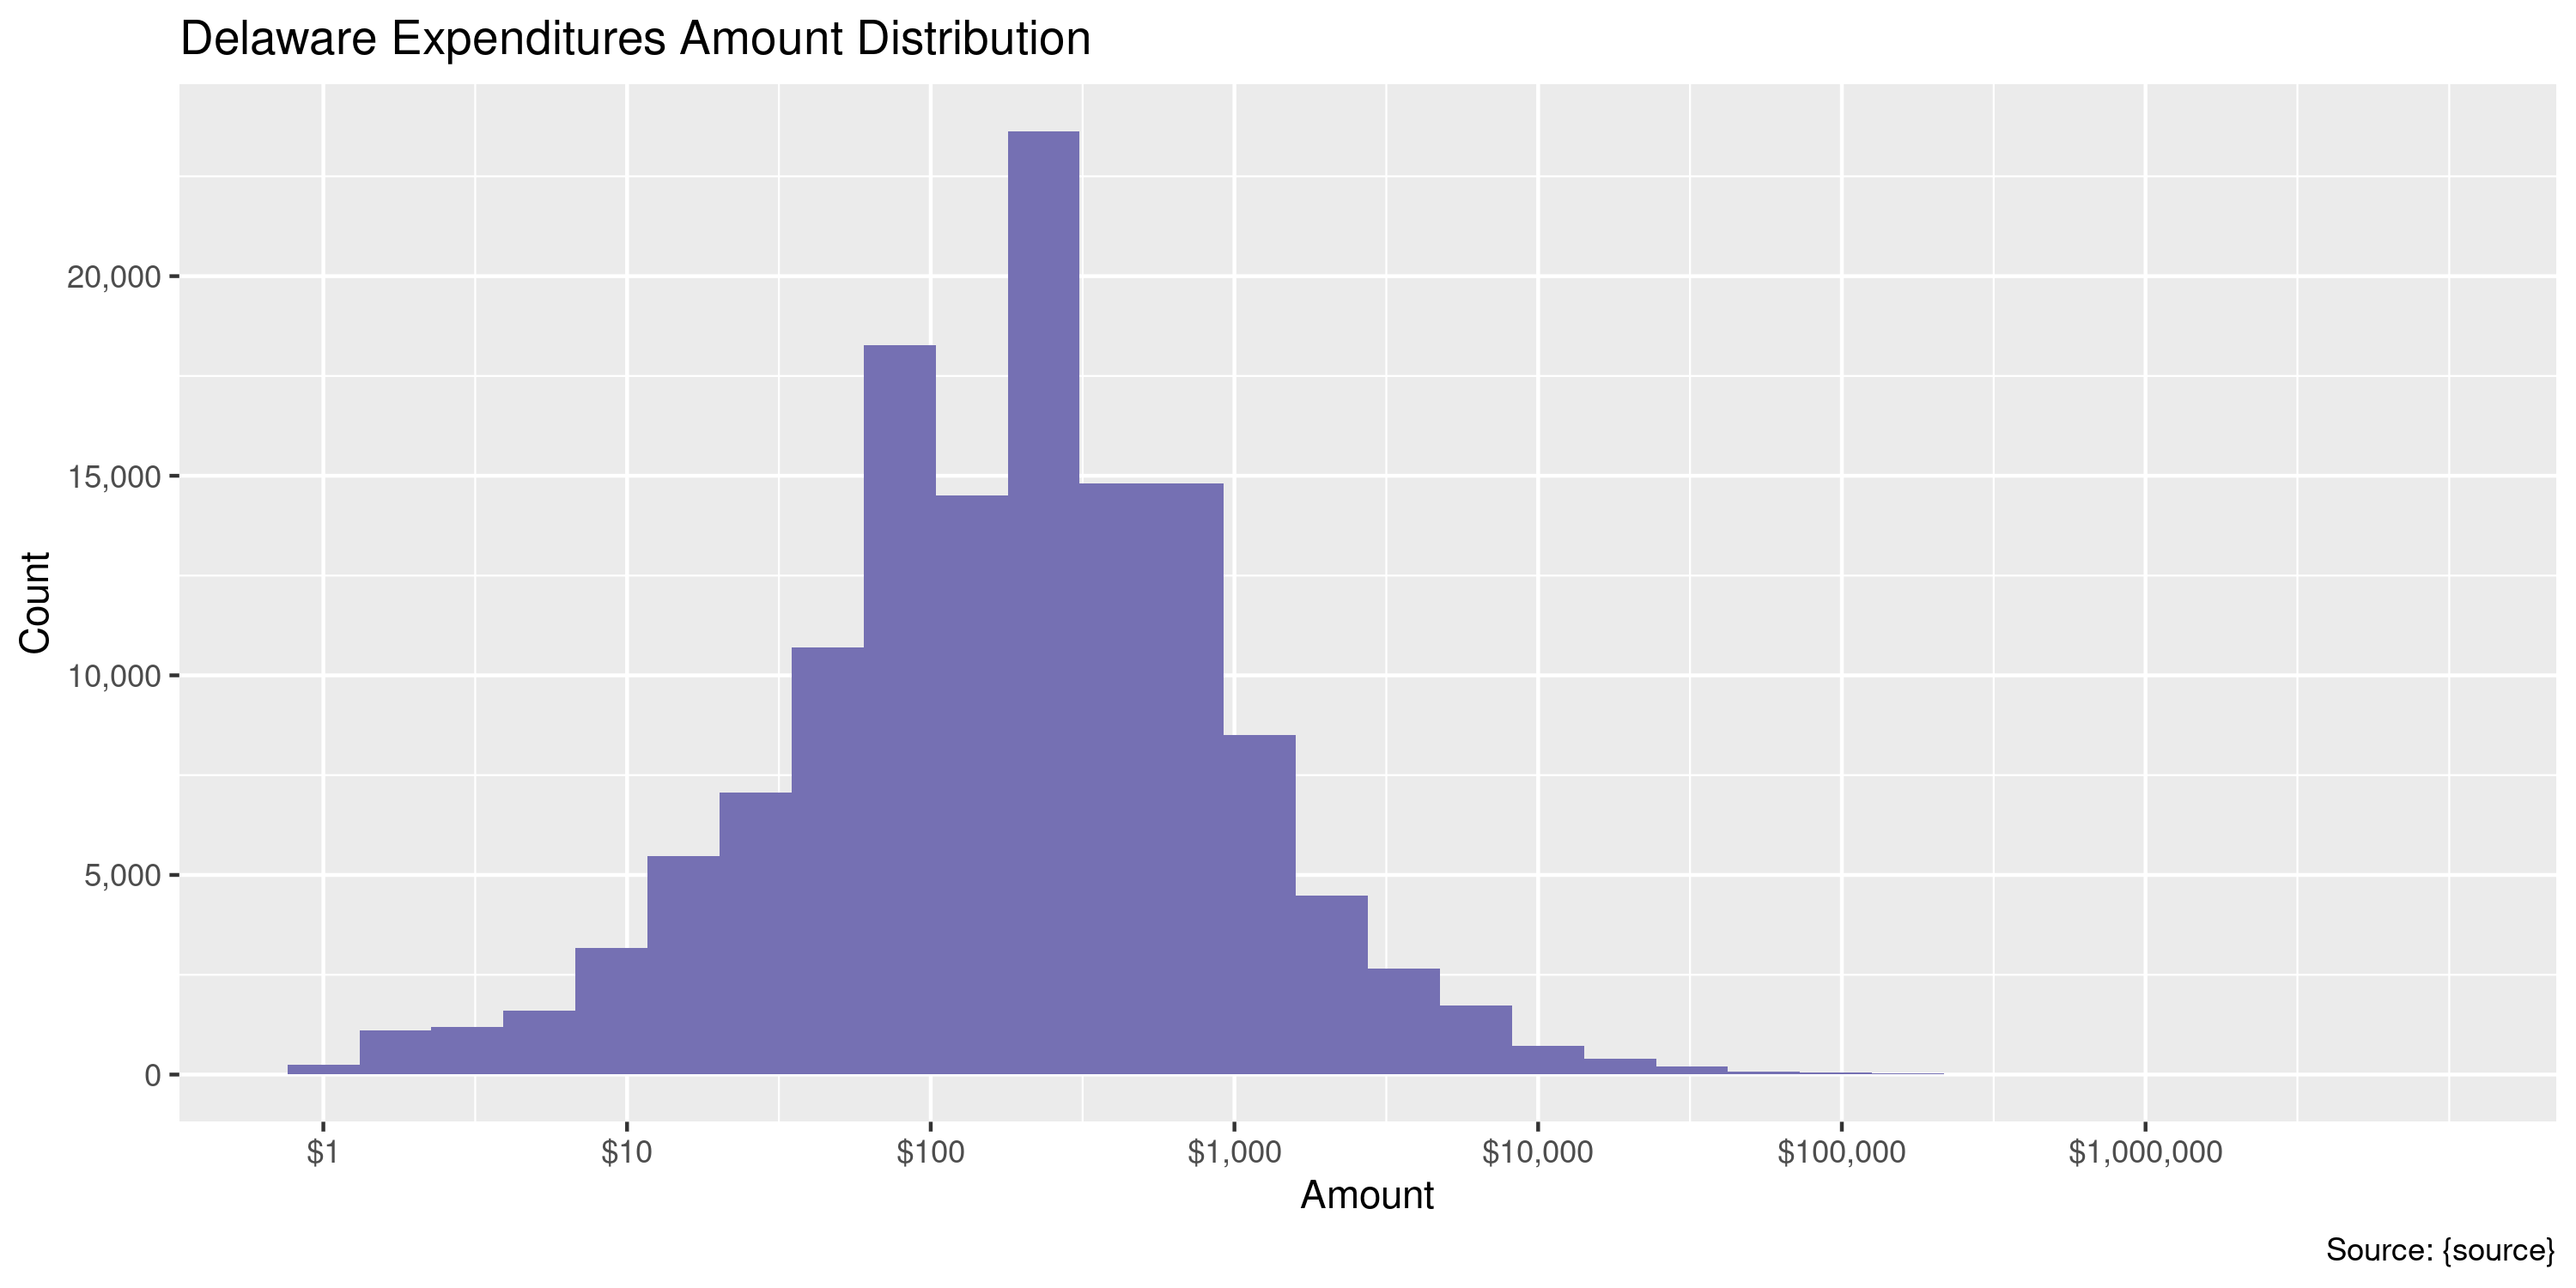 Delaware Expenditures Amount Distribution
Count
20,000
15,000
10,000
5,000
0
$1 $10 $100 $1,000 $10,000 $100,000 $1,000,000
Amount
Source: {source}